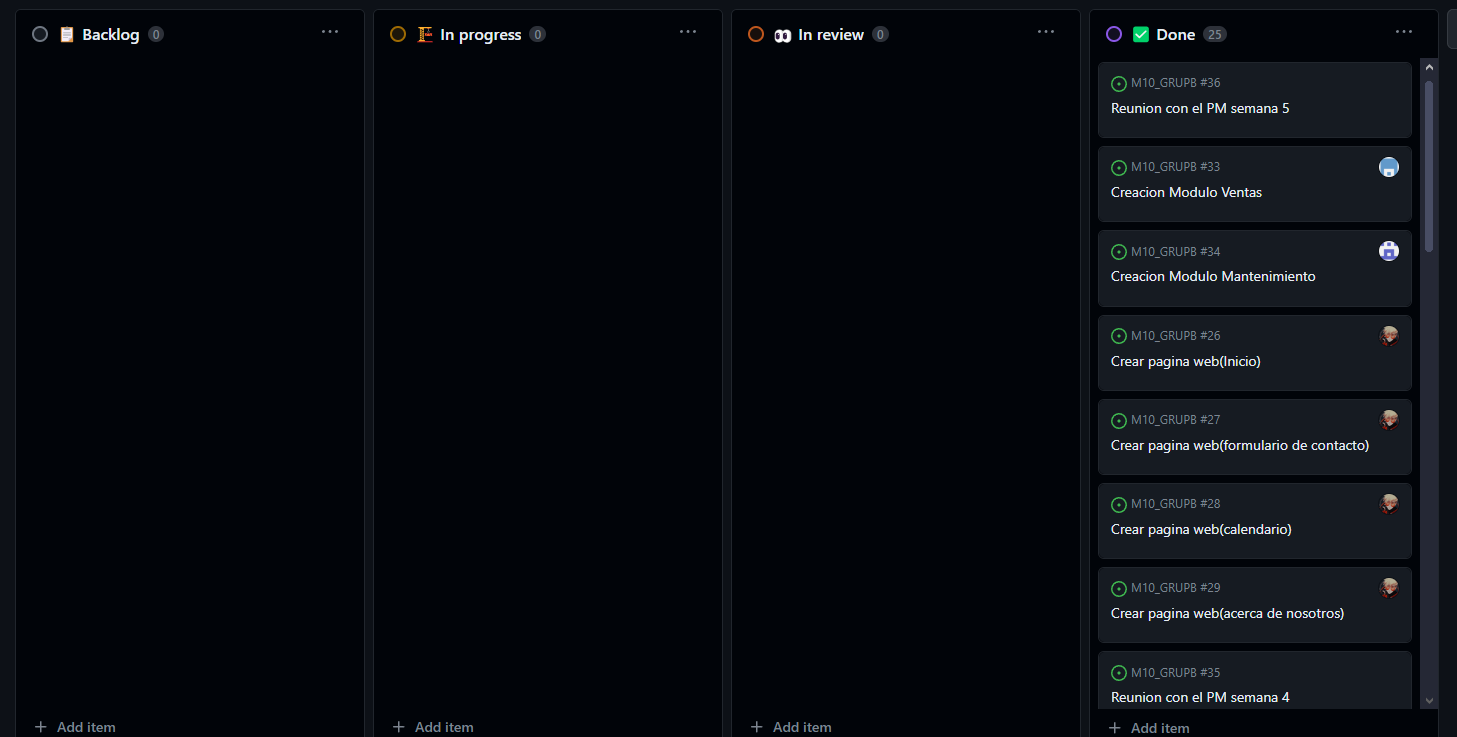 Backlog 0
In progress 0
In review 0
Done 25
M10_GRUPB #36
Reunion con el PM semana 5
M10_GRUPB #33
Creacion Modulo Ventas
M10_GRUPB #34
Creacion Modulo Mantenimiento
M10_GRUPB #26
Crear pagina web(Inicio)
M10_GRUPB #27
Crear pagina web(formulario de contacto)
M10_GRUPB #28
Crear pagina web(calendario)
M10_GRUPB #29
Crear pagina web(acerca de nosotros)
M10_GRUPB #35
Reunion con el PM semana 4
+ Add item
+ Add item
+ Add item
+ Add item